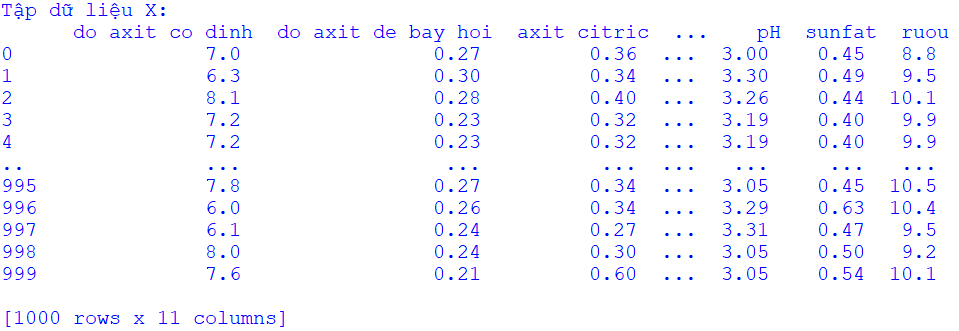 Tập dữ liệu X:
do axit co dinh do axit de bay hoi axit citric ... pH sunfat ruou
0 7.0 0.27 0.36 ... 3.00 0.45 8.8
1 6.3 0.30 0.34 ... 3.30 0.49 9.5
2 8.1 0.28 0.40 ... 3.26 0.44 10.1
3 7.2 0.23 0.32 ... 3.19 0.40 9.9
4 7.2 0.23 0.32 ... 3.19 0.40 9.9
.. ... ... ... ... ... ... ...
995 7.8 0.27 0.34 ... 3.05 0.45 10.5
996 6.0 0.26 0.34 ... 3.29 0.63 10.4
997 6.1 0.24 0.27 ... 3.31 0.47 9.5
998 8.0 0.24 0.30 ... 3.05 0.50 9.2
999 7.6 0.21 0.60 ... 3.05 0.54 10.1
[1000 rows x 11 columns]